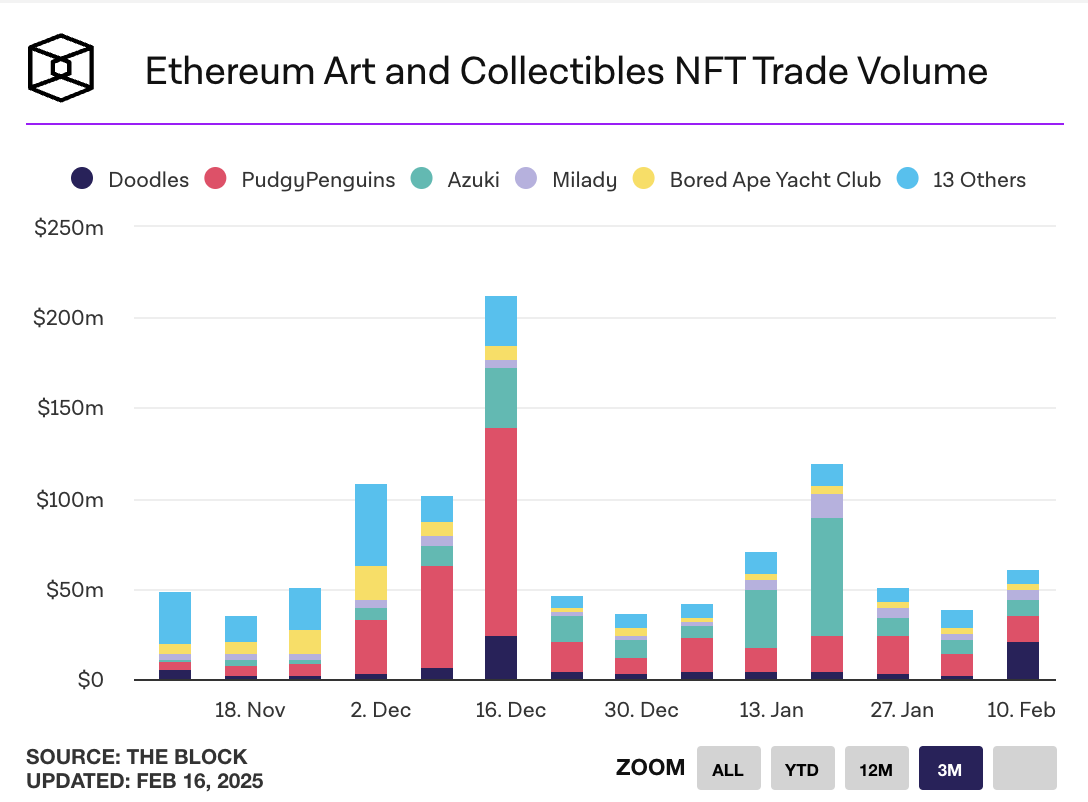 Ethereum Art and Collectibles NFT Trade Volume
Doodles PudgyPenguins Azuki Milady Bored Ape Yacht Club 13 Others
$250m
$200m
$150m
$100m
$50m
$0
18. Nov 2. Dec 16. Dec 30. Dec 13. Jan 27. Jan 10. Feb
SOURCE: THE BLOCK
UPDATED: FEB 16, 2025
ZOOM ALL YTD 12M 3M